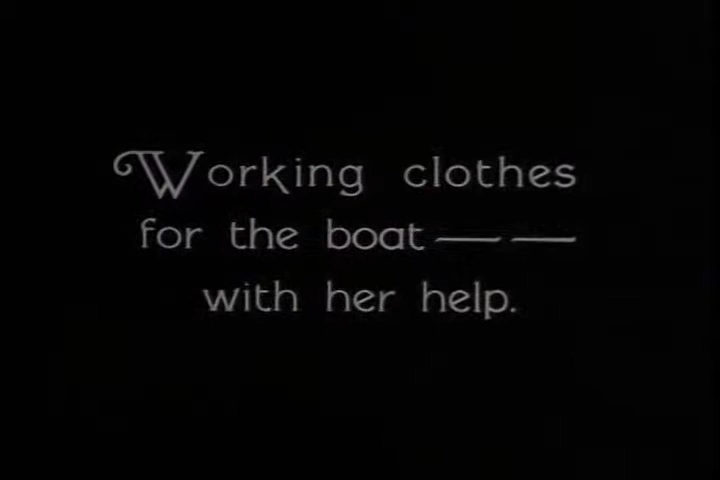 Working clothes
for the boat — —
with her help.